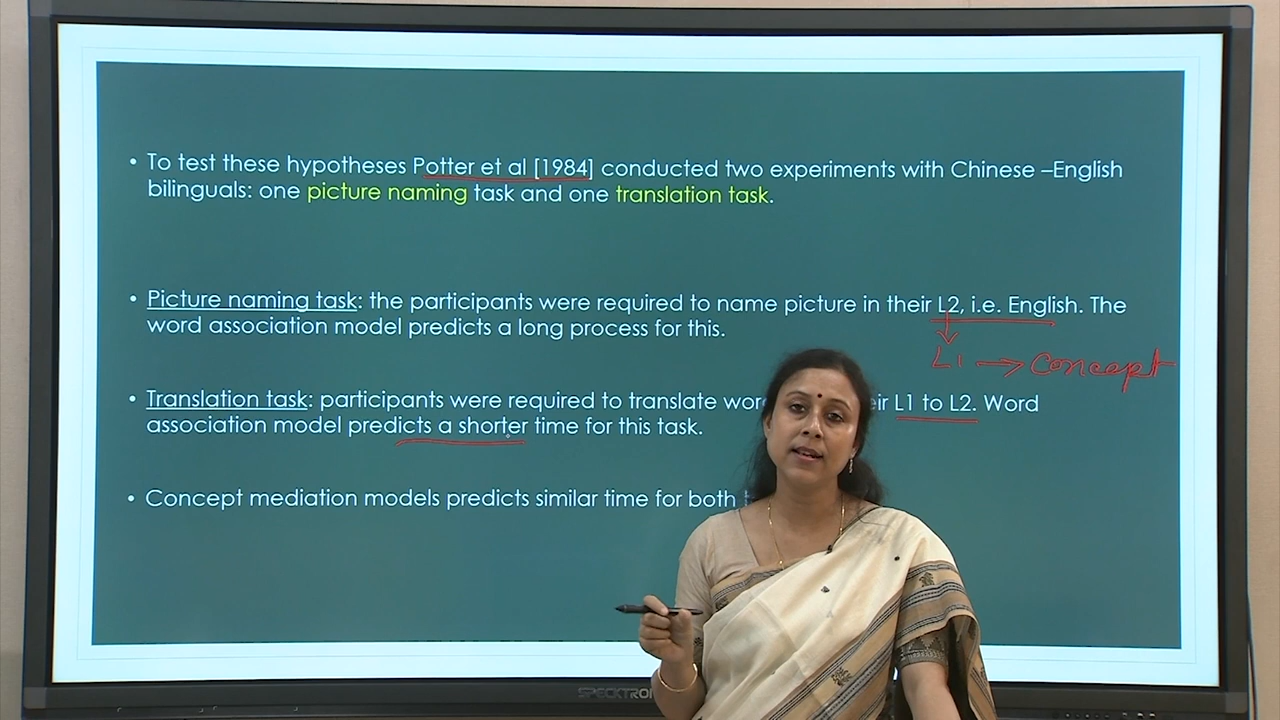 • To test these hypotheses Potter et al [1984] conducted two experiments with Chinese –English
bilinguals: one picture naming task and one translation task.
• Picture naming task: the participants were required to name picture in their L2, i.e. English. The
word association model predicts a long process for this.
L1 → Concept
• Translation task: participants were required to translate L1 to L2. Word
association model predicts a shorter time for this task.
• Concept mediation models predicts similar time for both
SPECKTRON